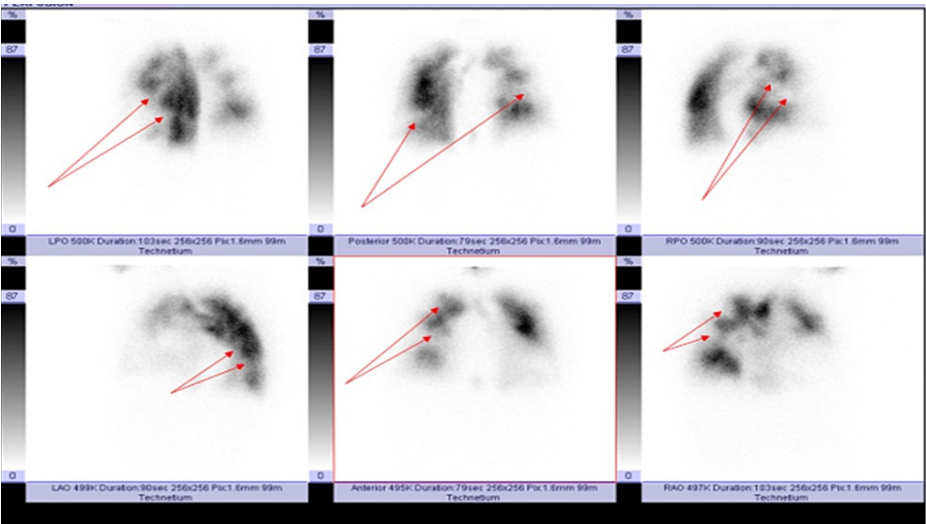 % % %
87 87 87
0 0 0
LPO 500K Duration:103sec 256x256 Pix:1.6mm 99m Technetium
Posterior 500K Duration:79sec 256x256 Pix:1.6mm 99m Technetium
RPO 500K Duration:90sec 256x256 Pix:1.6mm 99m Technetium
% % %
87 87 87
0 0 0
LAO 499K Duration:90sec 256x256 Pix:1.6mm 99m Technetium
Anterior 495K Duration:79sec 256x256 Pix:1.6mm 99m Technetium
RAO 497K Duration:103sec 256x256 Pix:1.6mm 99m Technetium